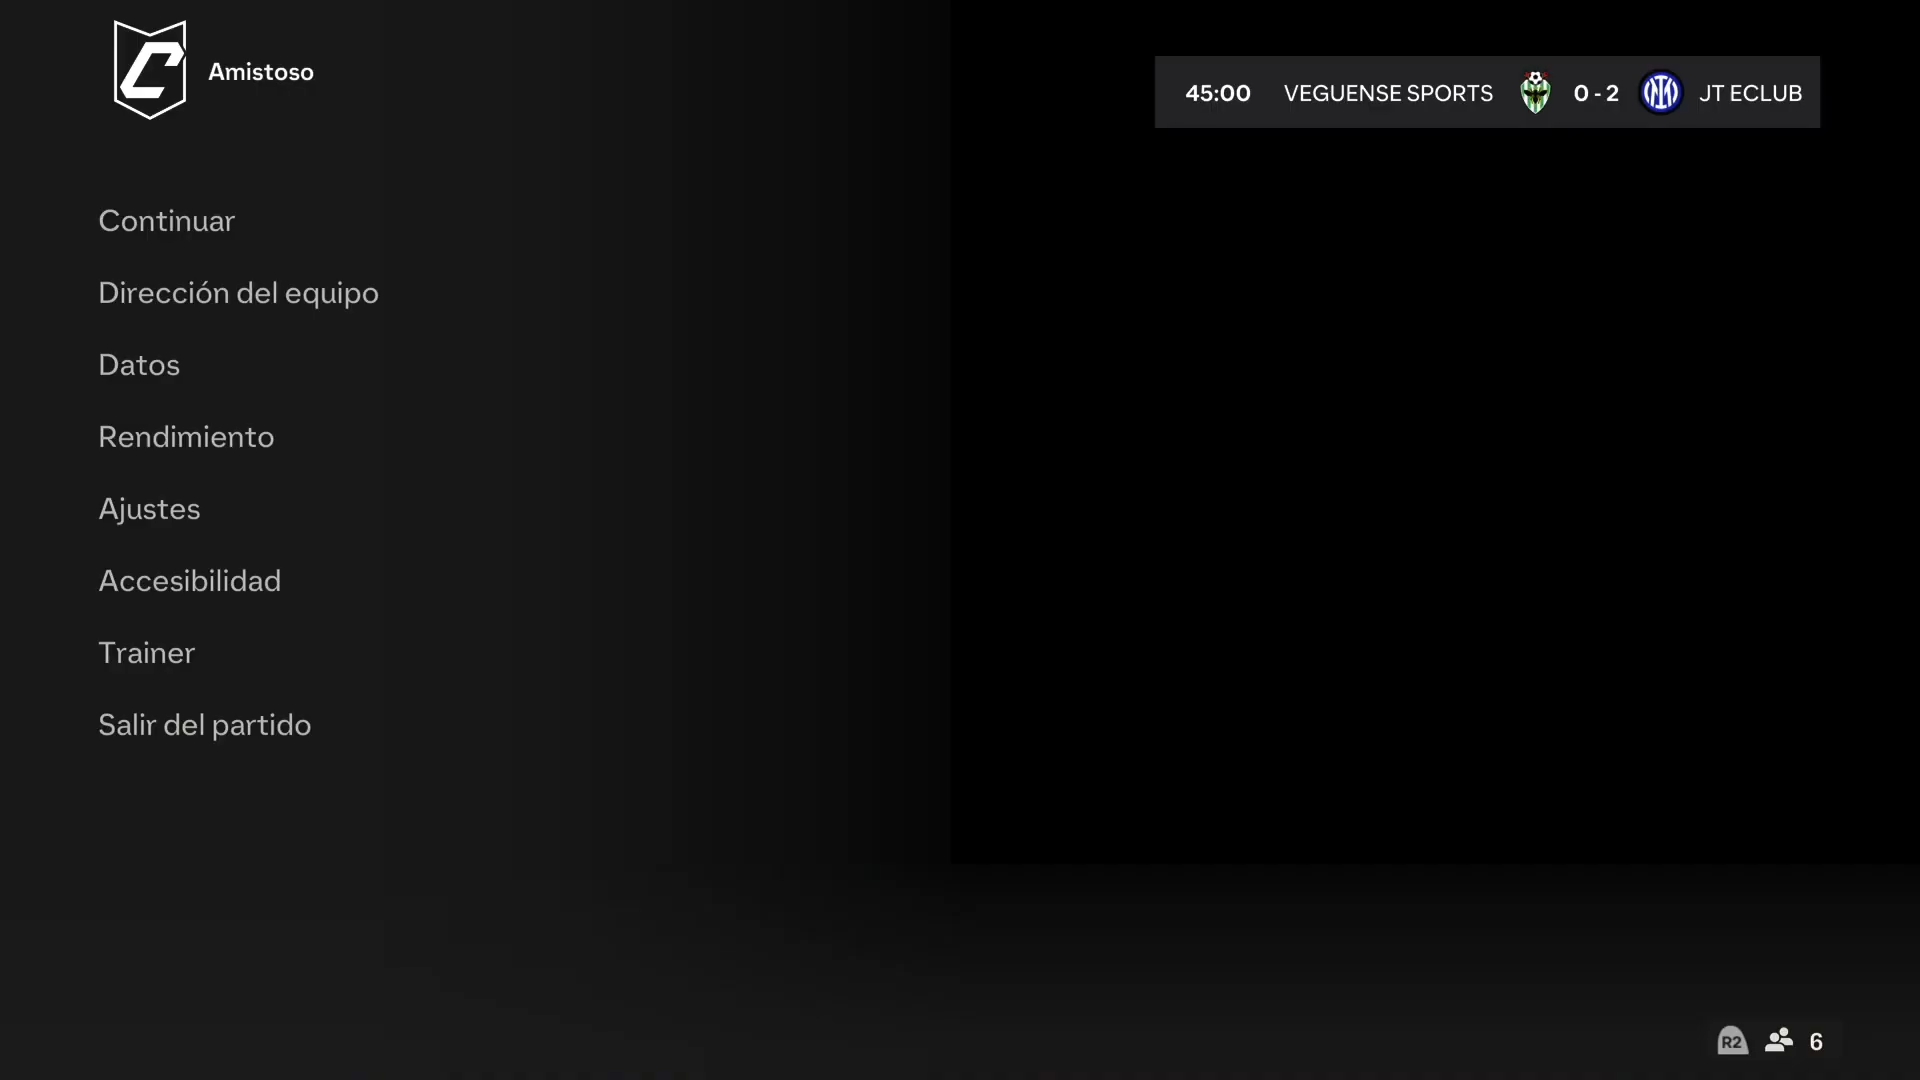 Amistoso
45:00 VEGUENSE SPORTS 0 - 2 JT ECLUB
Continuar
Dirección del equipo
Datos
Rendimiento
Ajustes
Accesibilidad
Trainer
Salir del partido
R2 6